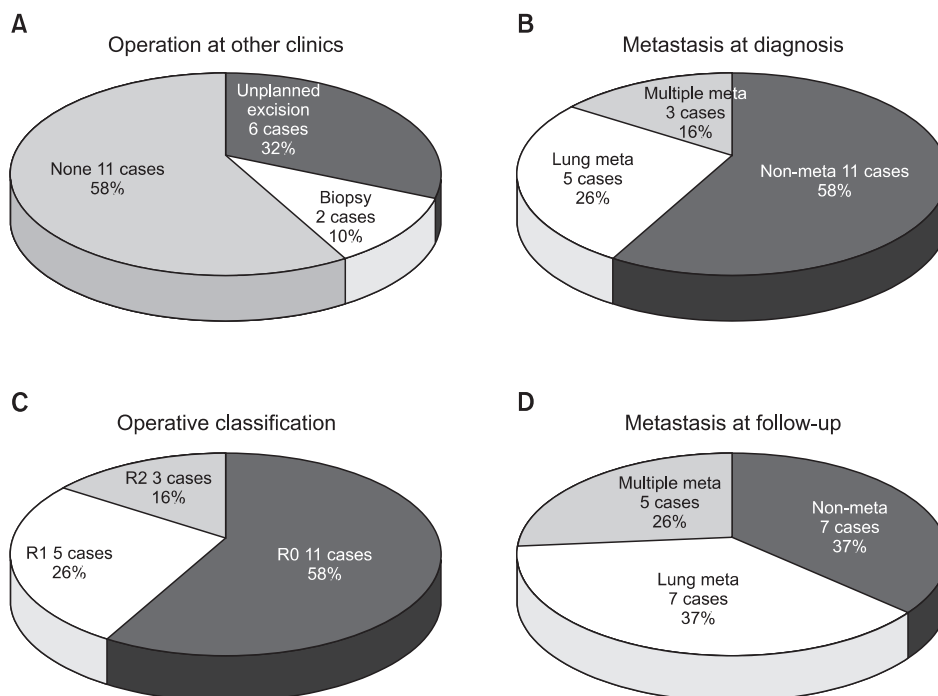 A
Operation at other clinics
Unplanned
excision
6 cases
32%
None 11 cases
58%
Biopsy
2 cases
10%
B
Metastasis at diagnosis
Multiple meta
3 cases
16%
Lung meta
5 cases
26%
Non-meta 11 cases
58%
C
Operative classification
R2 3 cases
16%
R1 5 cases
26%
R0 11 cases
58%
D
Metastasis at follow-up
Multiple meta
5 cases
26%
Non-meta
7 cases
37%
Lung meta
7 cases
37%